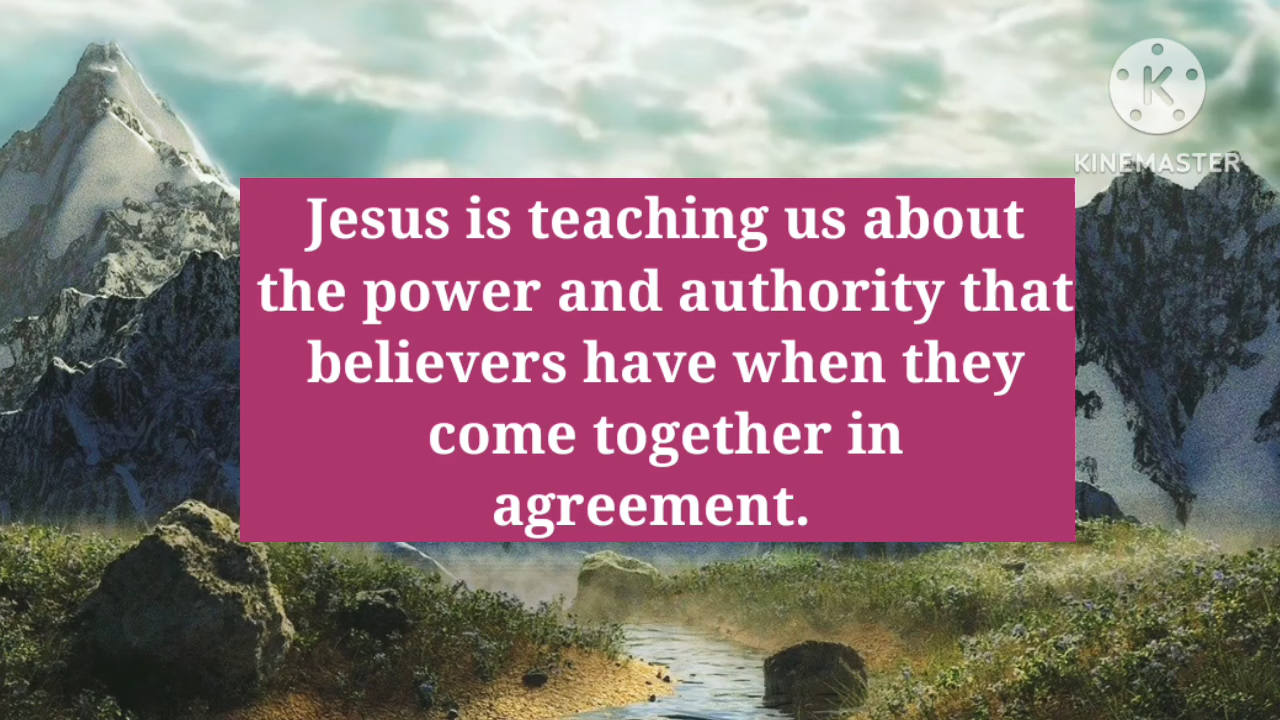 K
KINEMASTER
Jesus is teaching us about
the power and authority that
believers have when they
come together in
agreement.